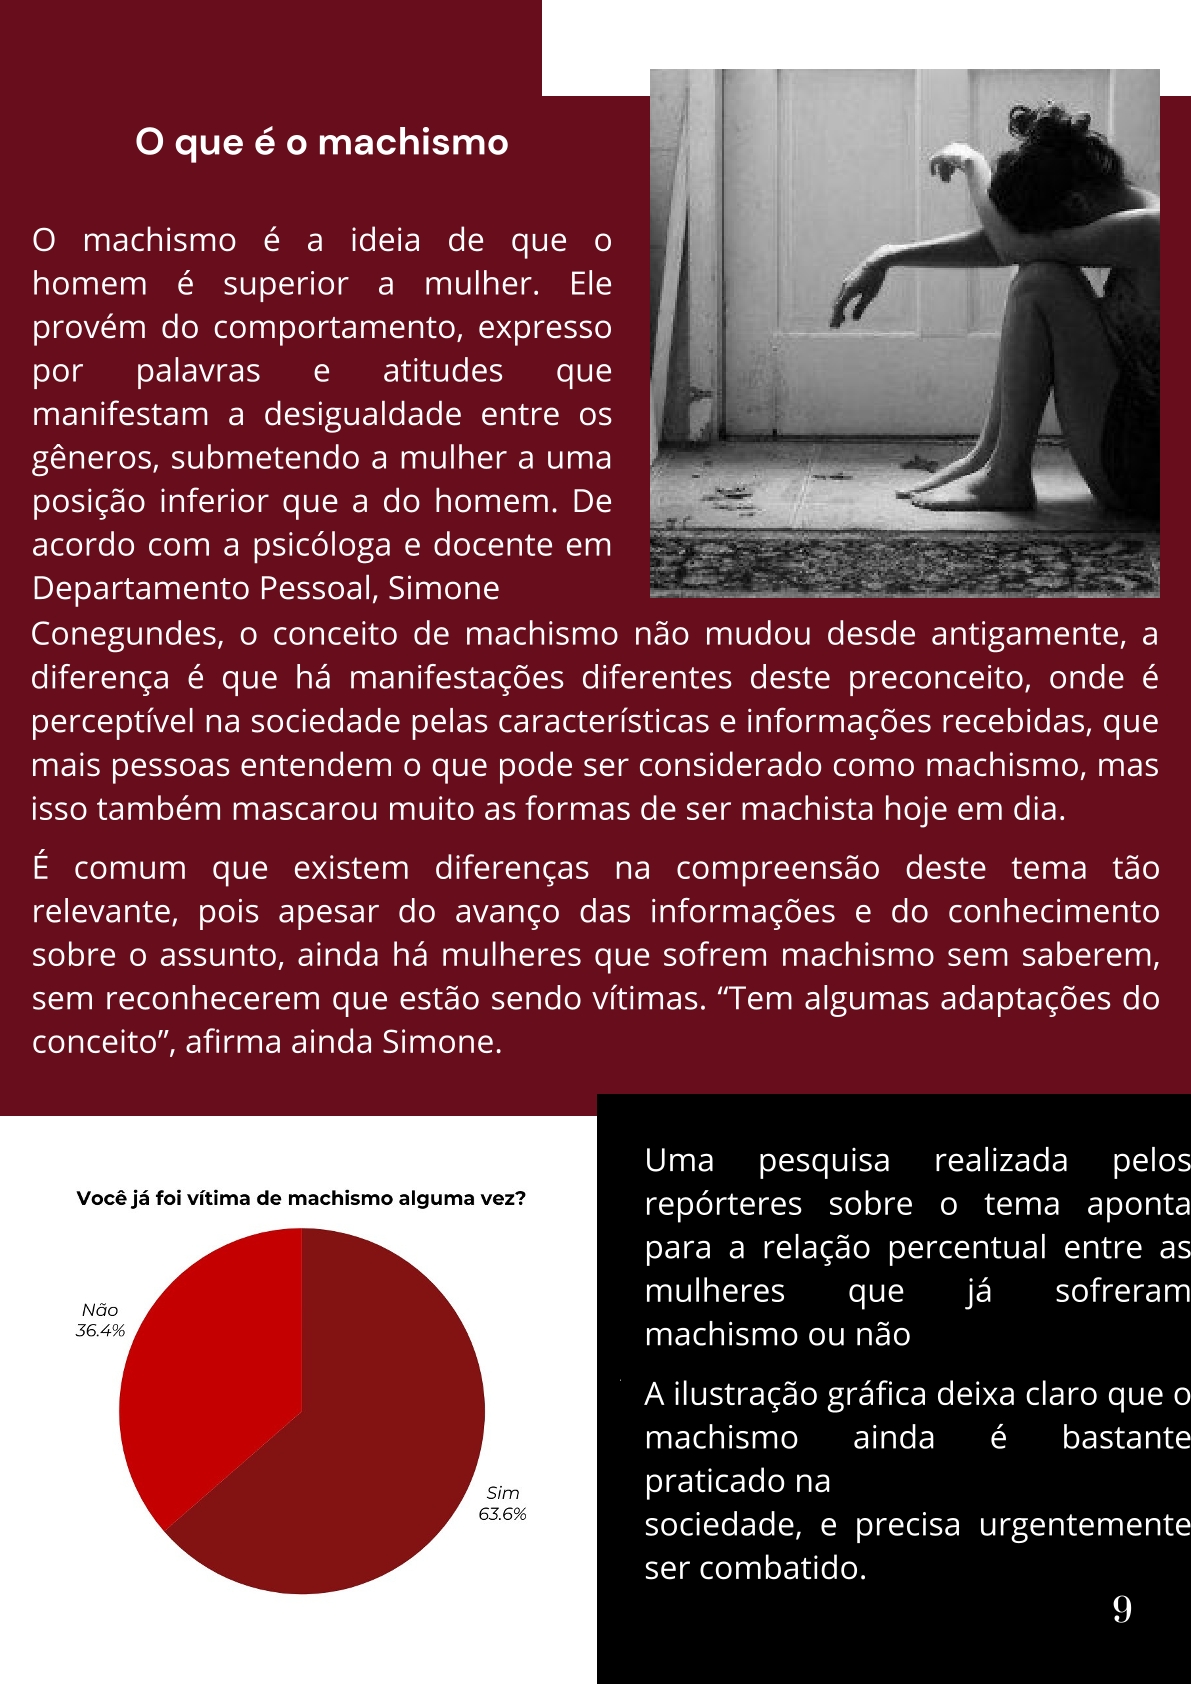 O que é o machismo
O machismo é a ideia de que o
homem é superior a mulher. Ele
provém do comportamento, expresso
por palavras e atitudes que
manifestam a desigualdade entre os
gêneros, submetendo a mulher a uma
posição inferior que a do homem. De
acordo com a psicóloga e docente em
Departamento Pessoal, Simone
Conegundes, o conceito de machismo não mudou desde antigamente, a
diferença é que há manifestações diferentes deste preconceito, onde é
perceptível na sociedade pelas características e informações recebidas, que
mais pessoas entendem o que pode ser considerado como machismo, mas
isso também mascarou muito as formas de ser machista hoje em dia.
É comum que existem diferenças na compreensão deste tema tão
relevante, pois apesar do avanço das informações e do conhecimento
sobre o assunto, ainda há mulheres que sofrem machismo sem saberem,
sem reconhecerem que estão sendo vítimas. “Tem algumas adaptações do
conceito”, afirma ainda Simone.
Você já foi vítima de machismo alguma vez?
Não
36.4%
Sim
63.6%
Uma pesquisa realizada pelos
repórteres sobre o tema aponta
para a relação percentual entre as
mulheres que já sofreram
machismo ou não
A ilustração gráfica deixa claro que o
machismo ainda é bastante
praticado na
sociedade, e precisa urgentemente
ser combatido.
9